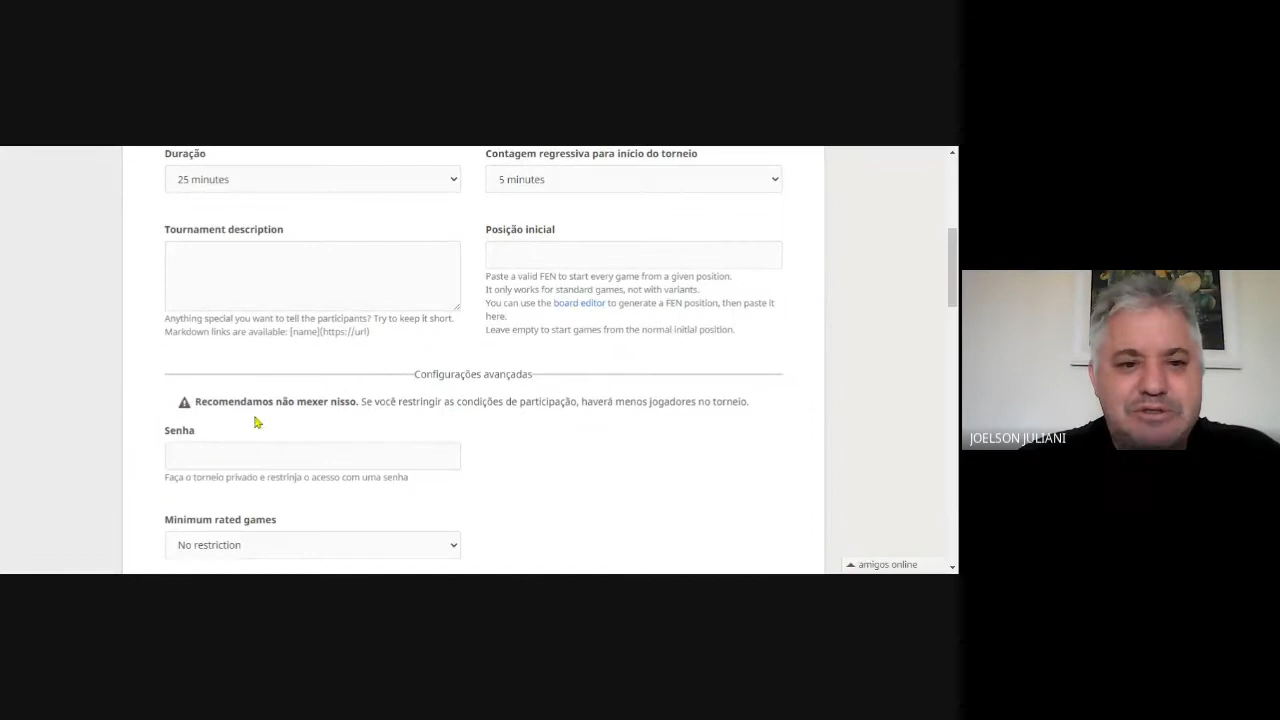 Duração
Contagem regressiva para início do torneio
25 minutes
5 minutes
Tournament description
Posição inicial
Paste a valid FEN to start every game from a given position.
It only works for standard games, not with variants.
You can use the board editor to generate a FEN position, then paste it
here.
Leave empty to start games from the normal initial position.
Anything special you want to tell the participants? Try to keep it short.
Markdown links are available: [name](https://url)
Configurações avançadas
Recomendamos não mexer nisso. Se você restringir as condições de participação, haverá menos jogadores no torneio.
Senha
Faça o torneio privado e restrinja o acesso com uma senha
Minimum rated games
No restriction
amigos online
JOELSON JULIANI